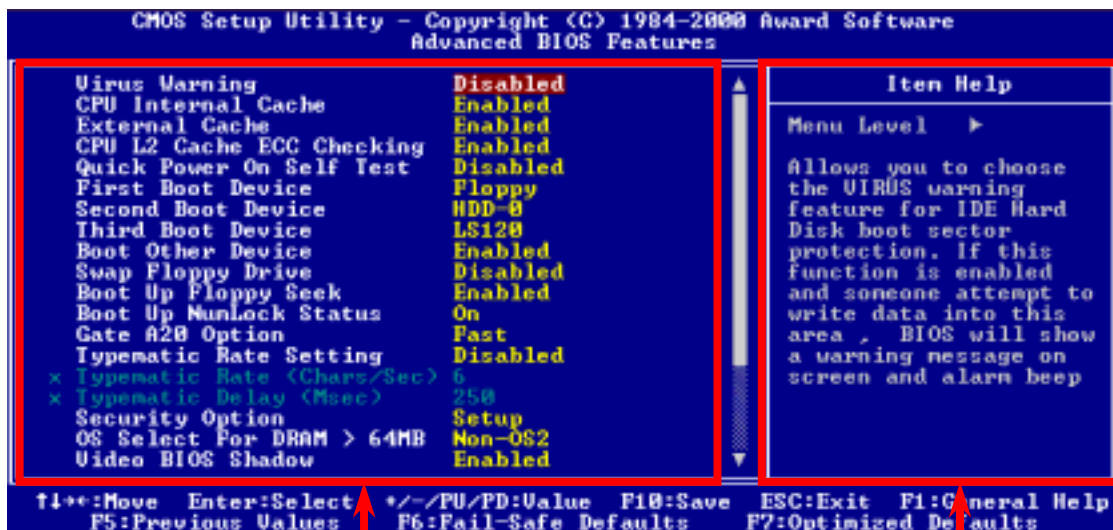 CMOS Setup Utility - Copyright (C) 1984-2000 Award Software
Advanced BIOS Features
Virus Warning Disabled
CPU Internal Cache Enabled
External Cache Enabled
CPU L2 Cache ECC Checking Enabled
Quick Power On Self Test Disabled
First Boot Device Floppy
Second Boot Device HDD-0
Third Boot Device LS120
Boot Other Device Enabled
Swap Floppy Drive Disabled
Boot Up Floppy Seek Enabled
Boot Up NumLock Status On
Gate A20 Option Fast
Typematic Rate Setting Disabled
x Typematic Rate (Chars/Sec) 6
x Typematic Delay (Msec) 250
Security Option Setup
OS Select For DRAM > 64MB Non-OS2
Video BIOS Shadow Enabled
Item Help
Menu Level ▶
Allows you to choose
the VIRUS warning
feature for IDE Hard
Disk boot sector
protection. If this
function is enabled
and someone attempt to
write data into this
area , BIOS will show
a warning message on
screen and alarm beep
↑↓→←:Move Enter:Select +/-/PU/PD:Value F10:Save ESC:Exit F1:General Help
F5:Previous Values F6:Fail-Safe Defaults F7:Optimized Defaults